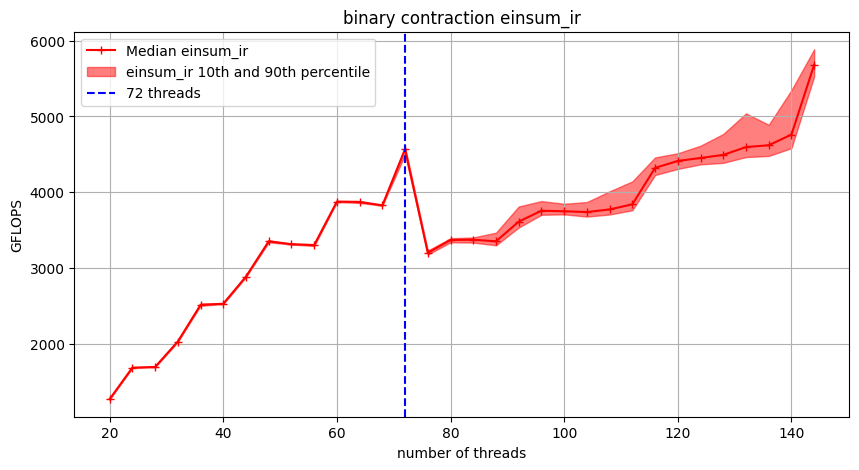 binary contraction einsum_ir
Median einsum_ir
einsum_ir 10th and 90th percentile
72 threads
6000
5000
4000
3000
2000
GFLOPS
20 40 60 80 100 120 140
number of threads